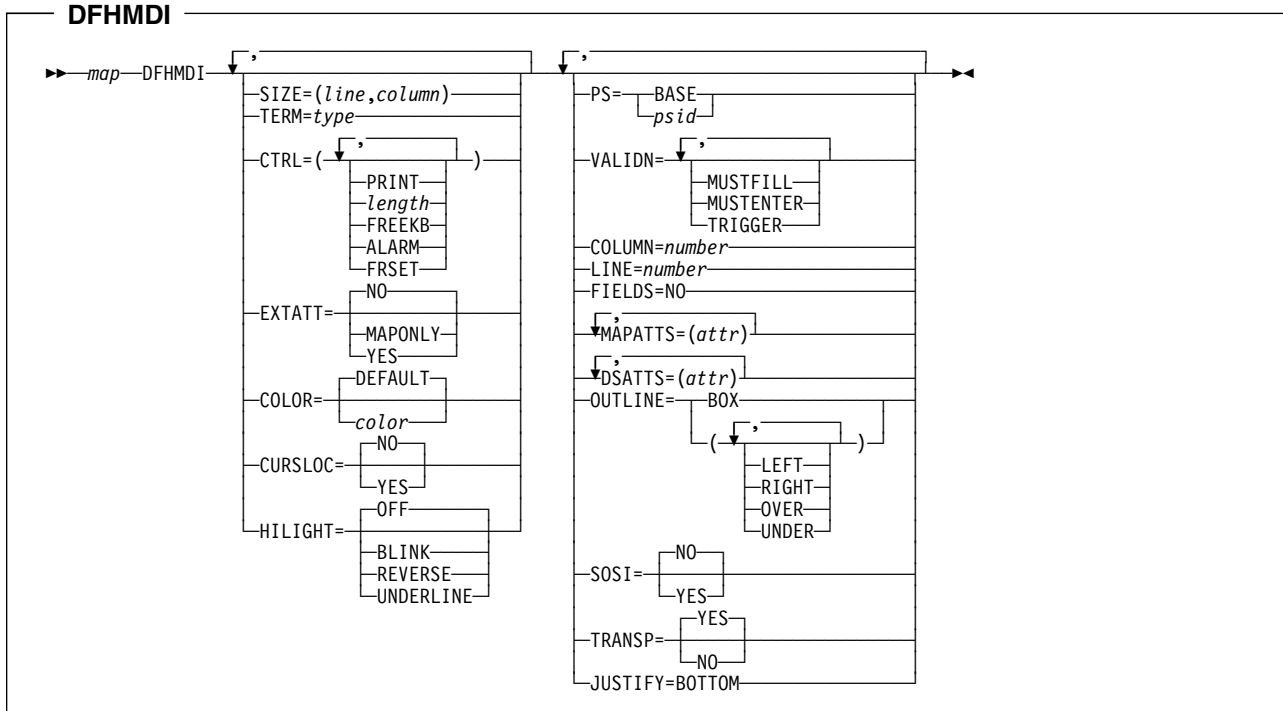 DFHMDI
map DFHMDI
,
SIZE=(line,column)
TERM=type
CTRL=( , )
PRINT
length
FREEKB
ALARM
FRSET
EXTATT=
NO
MAPONLY
YES
COLOR=
DEFAULT
color
CURSLOC=
NO
YES
HILIGHT=
OFF
BLINK
REVERSE
UNDERLINE
,
PS=
BASE
psid
VALIDN=
,
MUSTFILL
MUSTENTER
TRIGGER
COLUMN=number
LINE=number
FIELDS=NO
,
MAPATTS=(attr)
,
DSATTS=(attr)
OUTLINE=
BOX
( , )
LEFT
RIGHT
OVER
UNDER
SOSI=
NO
YES
TRANSP=
YES
NO
JUSTIFY=BOTTOM